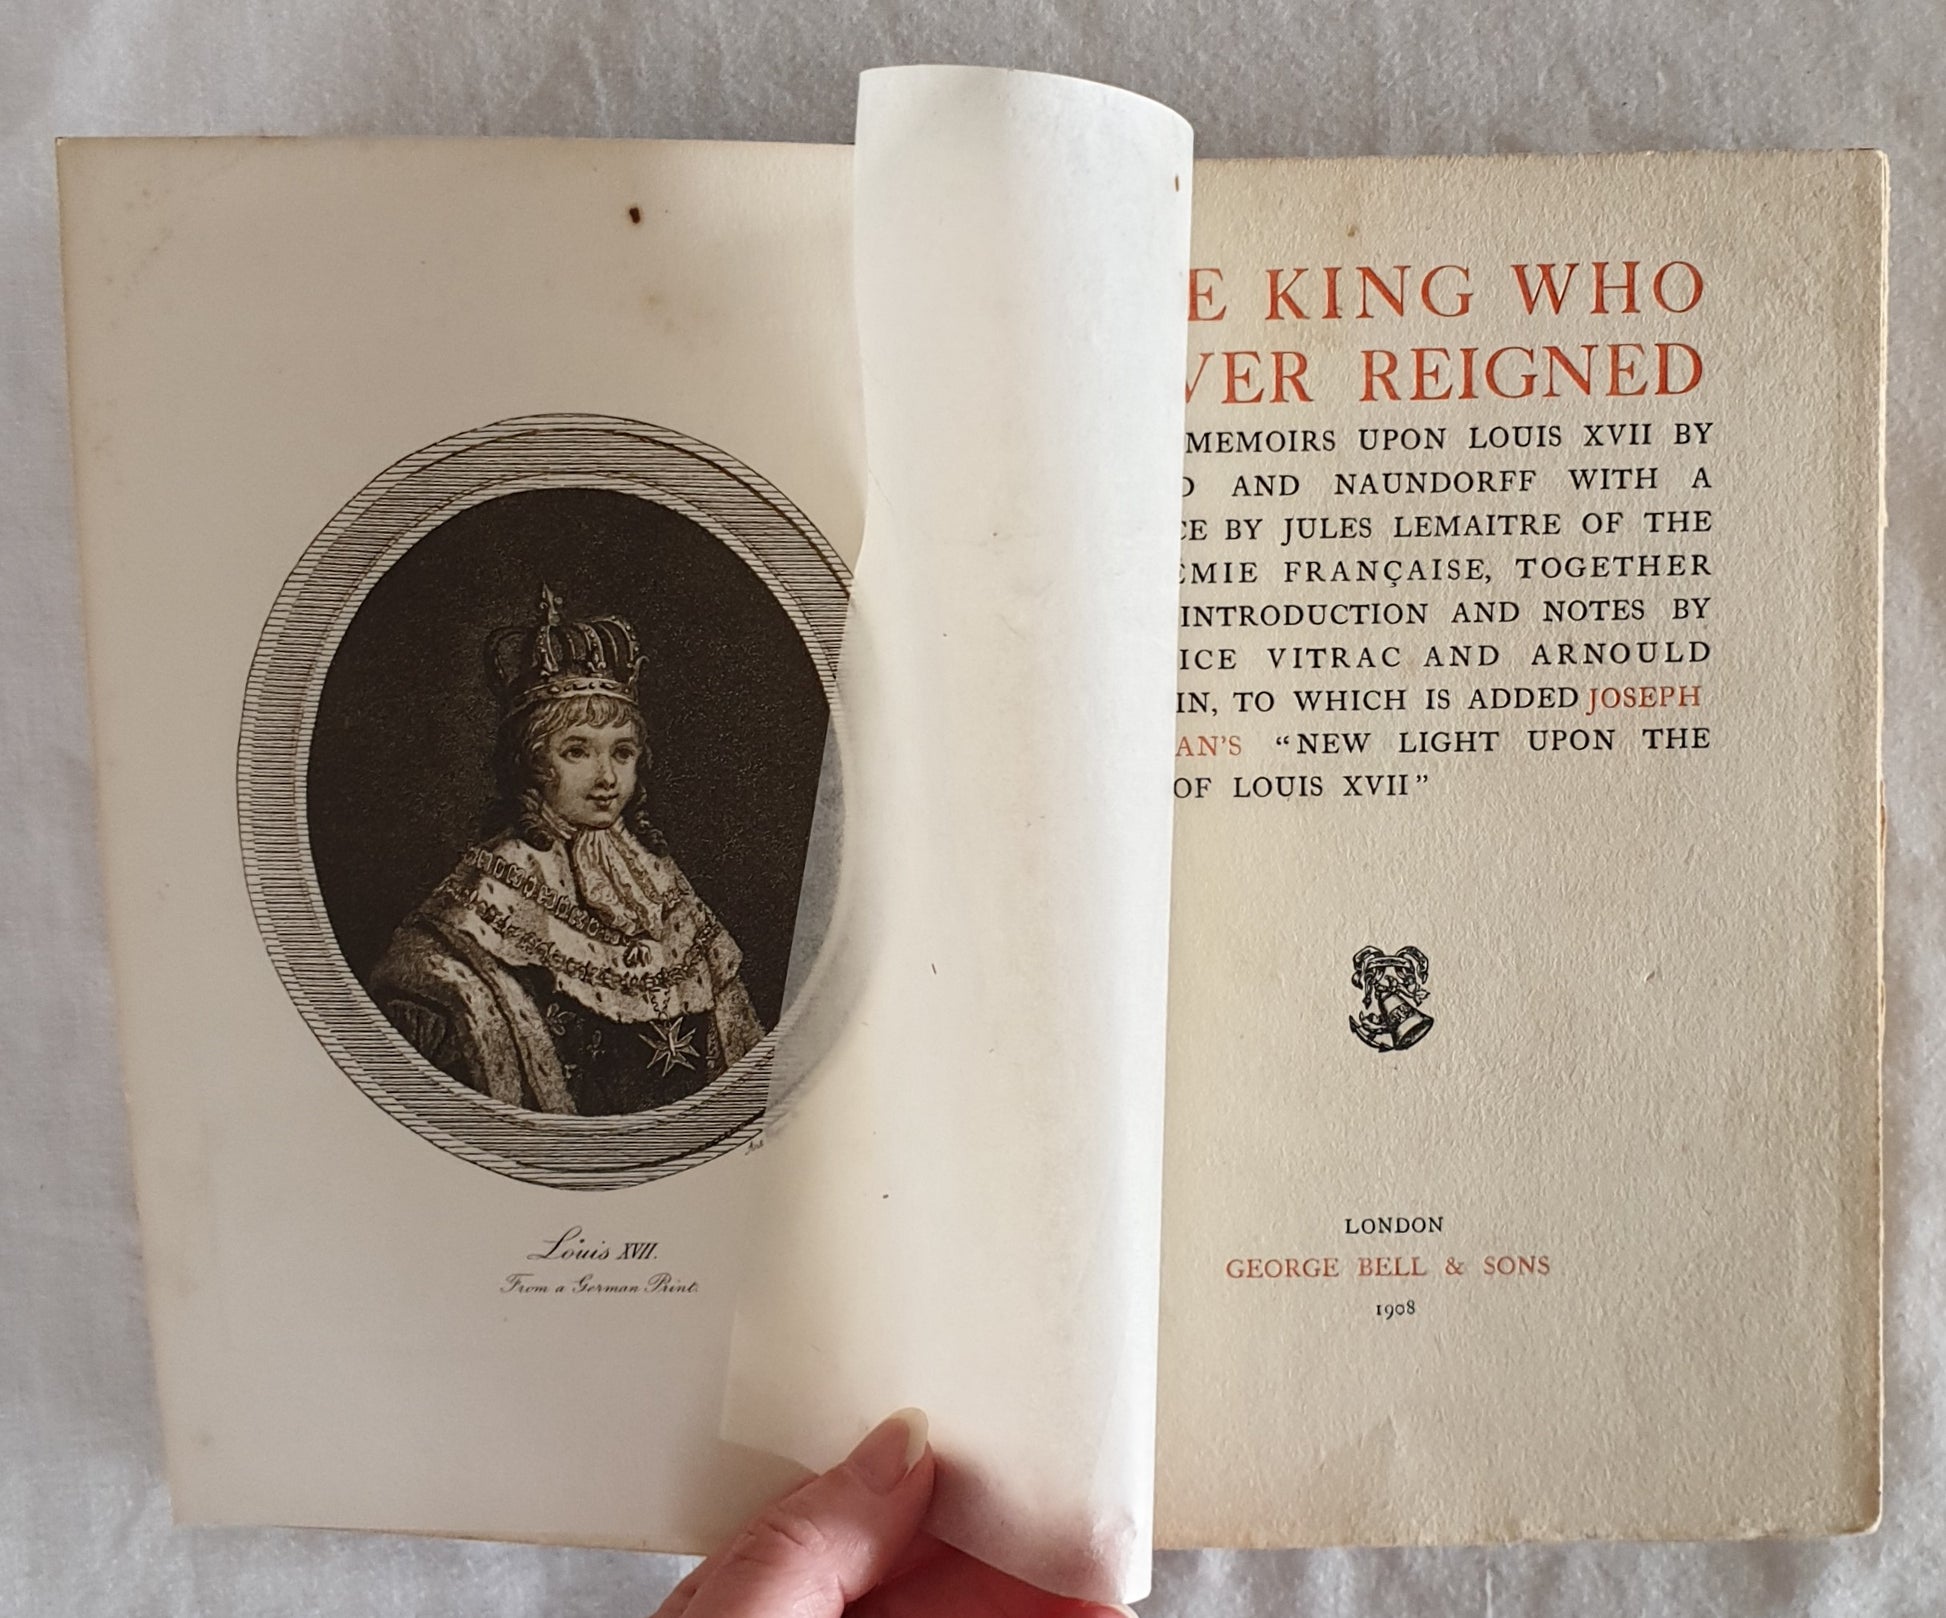 Louis XVII.
From a German Print.
E KING WHO
VER REIGNED
MEMOIRS UPON LOUIS XVII BY
D AND NAUNDORFF WITH A
CE BY JULES LEMAITRE OF THE
EMIE FRANÇAISE, TOGETHER
INTRODUCTION AND NOTES BY
ICE VITRAC AND ARNOULD
IN, TO WHICH IS ADDED JOSEPH
AN'S “NEW LIGHT UPON THE
OF LOUIS XVII”
LONDON
GEORGE BELL & SONS
1908